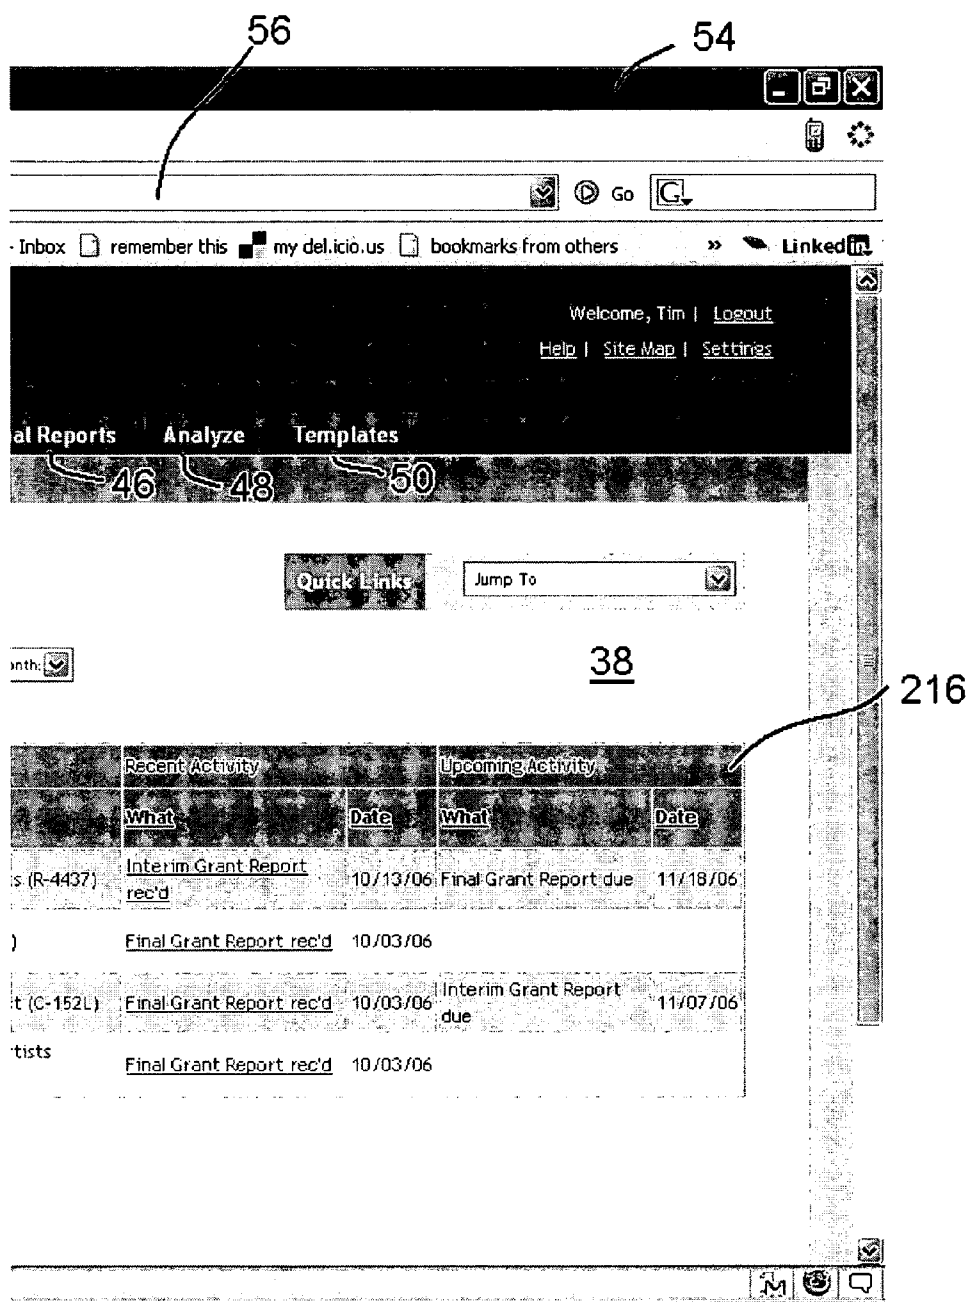 56
54
Go G
- Inbox remember this my del.icio.us bookmarks from others » Linked in
Welcome, Tim | Logout
Help | Site Map | Settings
al Reports Analyze Templates
46 48 50
Quick Links Jump To
38
onth:
216
Recent Activity Upcoming Activity
What Date What Date
s (R-4437) Interim Grant Report rec'd 10/13/06 Final Grant Report due 11/18/06
) Final Grant Report rec'd 10/03/06
t (C-152L) Final Grant Report rec'd 10/03/06 Interim Grant Report due 11/07/06
tists
Final Grant Report rec'd 10/03/06